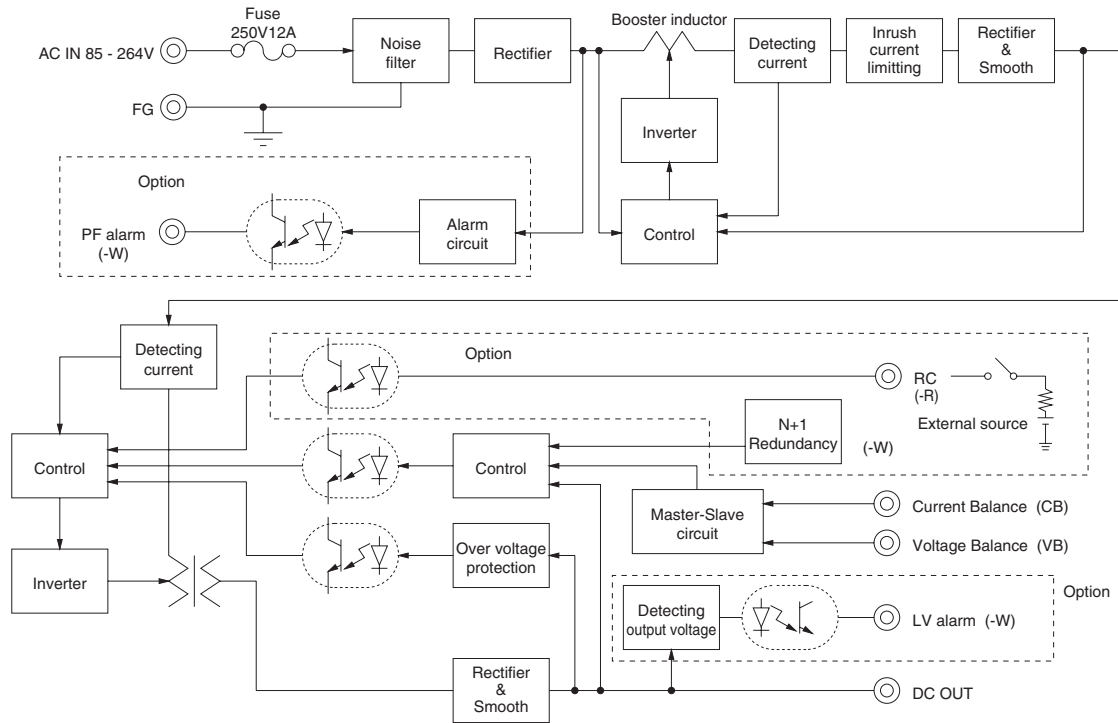 Fuse
250V12A
AC IN 85 - 264V
Noise
filter
Rectifier
Booster inductor
Detecting
current
Inrush
current
limitting
Rectifier
&
Smooth
FG
Inverter
Option
PF alarm
(-W)
Alarm
circuit
Control
Detecting
current
Option
RC
(-R)
External source
N+1
Redundancy
(-W)
Control
Control
Master-Slave
circuit
Current Balance (CB)
Voltage Balance (VB)
Inverter
Over voltage
protection
Option
Detecting
output voltage
LV alarm (-W)
Rectifier
&
Smooth
DC OUT